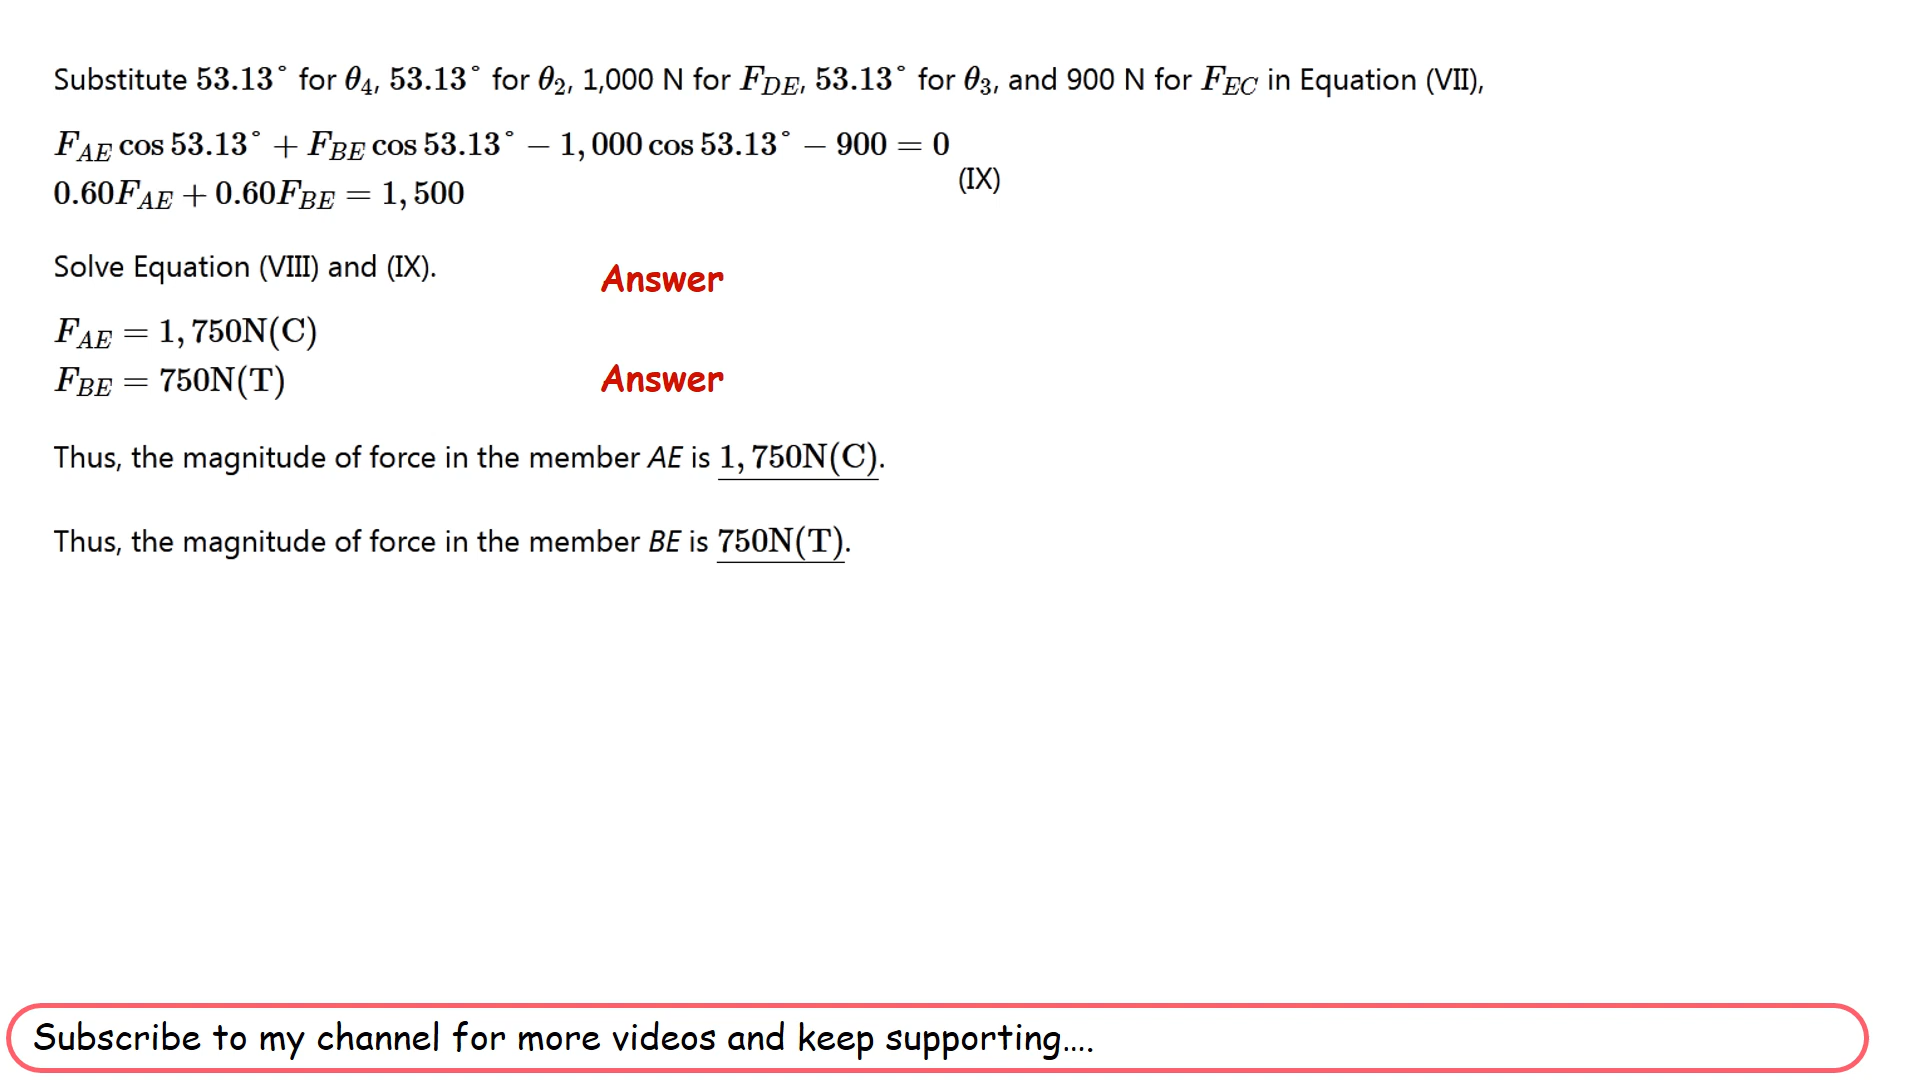 Substitute 53.13° for θ4, 53.13° for θ2, 1,000 N for FDE, 53.13° for θ3, and 900 N for FEC in Equation (VII),
FAE cos 53.13° + FBE cos 53.13° − 1,000 cos 53.13° − 900 = 0
(IX)
0.60FAE + 0.60FBE = 1,500
Solve Equation (VIII) and (IX).
Answer
FAE = 1,750N(C)
FBE = 750N(T)
Answer
Thus, the magnitude of force in the member AE is 1,750N(C).
Thus, the magnitude of force in the member BE is 750N(T).
Subscribe to my channel for more videos and keep supporting....